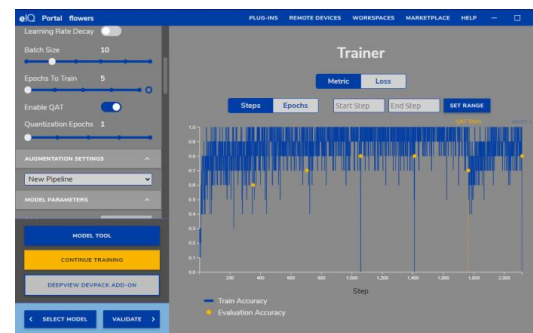 eIQ Portal flowers
PLUG-INS REMOTE DEVICES WORKSPACES MARKETPLACE HELP
Learning Rate Decay
Batch Size 10
Epochs To Train 5
Enable QAT
Quantization Epochs 1
AUGMENTATION SETTINGS
New Pipeline
MODEL PARAMETERS
MODEL TOOL
CONTINUE TRAINING
DEEPVIEW DEVPACK ADD-ON
< SELECT MODEL
VALIDATE >
Trainer
Metric Loss
Steps Epochs Start Step End Step SET RANGE
QAT Start
1.0
0.9
0.8
0.7
0.6
0.5
0.4
0.3
0.2
0.1
0.0
200 400 600 800 1,000 1,200 1,400 1,600 1,800 2,000
Step
Train Accuracy
Evaluation Accuracy